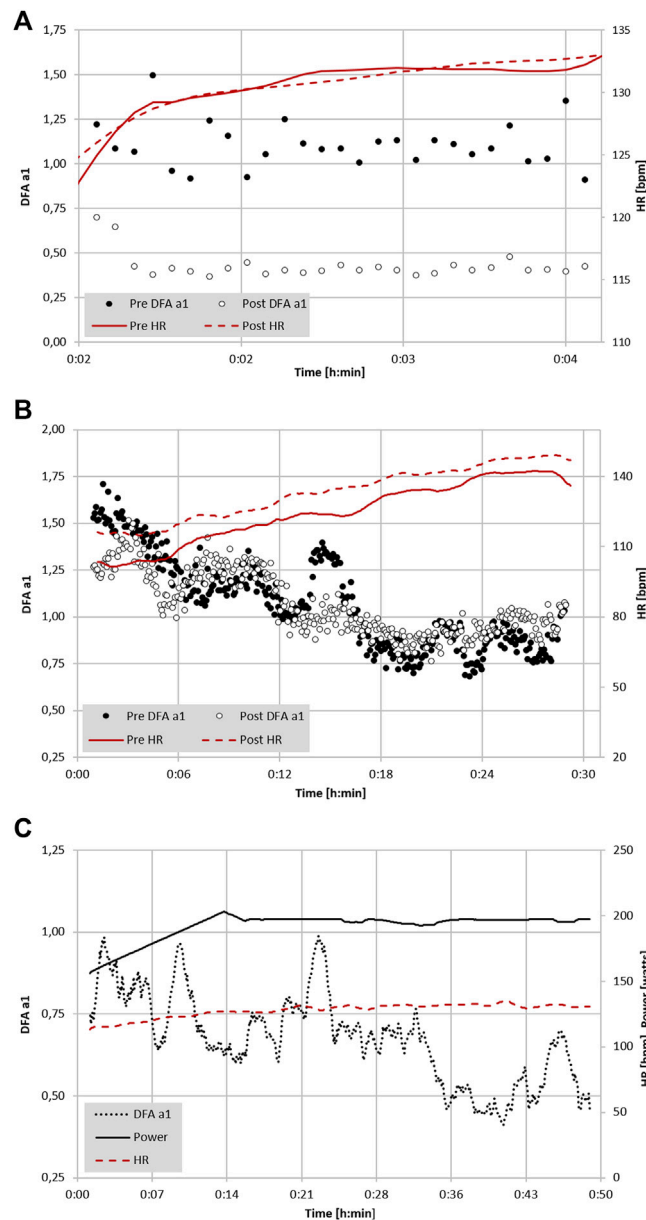 A
1,75
1,50
1,25
1,00
0,75
0,50
0,25
0,00
DFA a1
135
130
125
120
115
110
HR [bpm]
Pre DFA a1
Post DFA a1
Pre HR
Post HR
0:02
0:02
0:03
0:04
Time [h:min]
B
2,00
1,75
1,50
1,25
1,00
0,75
0,50
0,25
DFA a1
140
110
80
50
20
HR [bpm]
Pre DFA a1
Post DFA a1
Pre HR
Post HR
0:00
0:06
0:12
0:18
0:24
0:30
Time [h:min]
C
1,25
1,00
0,75
0,50
0,25
DFA a1
250
200
150
100
50
0
HR [bpm], Power [watts]
DFA a1
Power
HR
0:00
0:07
0:14
0:21
0:28
0:36
0:43
0:50
Time [h:min]